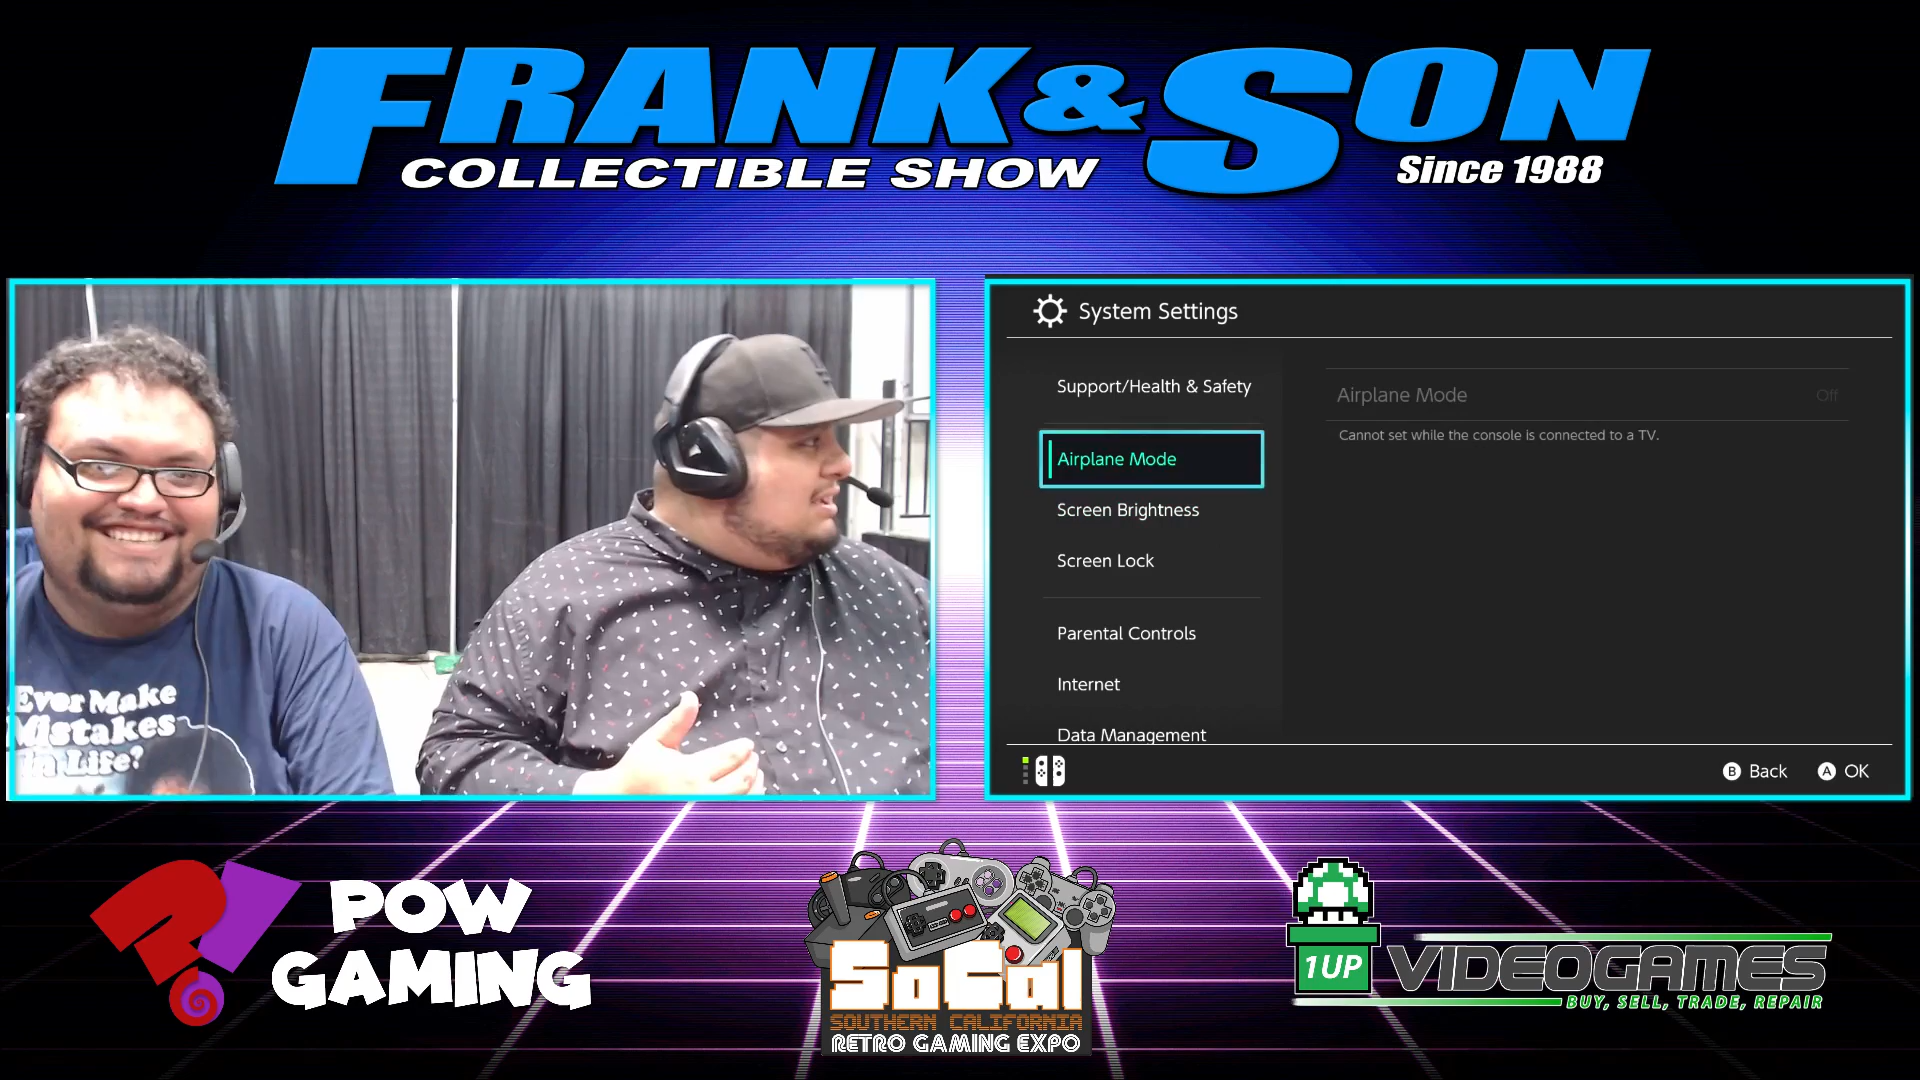 FRANK & SON
COLLECTIBLE SHOW
Since 1988
System Settings
Support/Health & Safety
Airplane Mode
Screen Brightness
Screen Lock
Parental Controls
Internet
Data Management
Airplane Mode Off
Cannot set while the console is connected to a TV.
B Back A OK
Ever Make
Mistakes
in Life?
POW
GAMING
SoCal
SOUTHERN CALIFORNIA
RETRO GAMING EXPO
1UP
VIDEOGAMES
BUY, SELL, TRADE, REPAIR